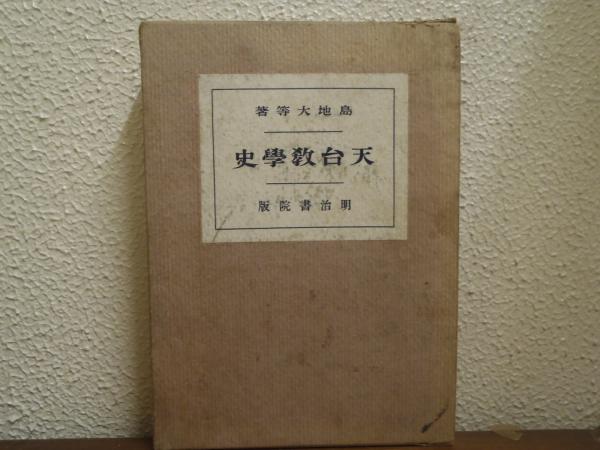 島地大等著
天台教學史
明治書院版